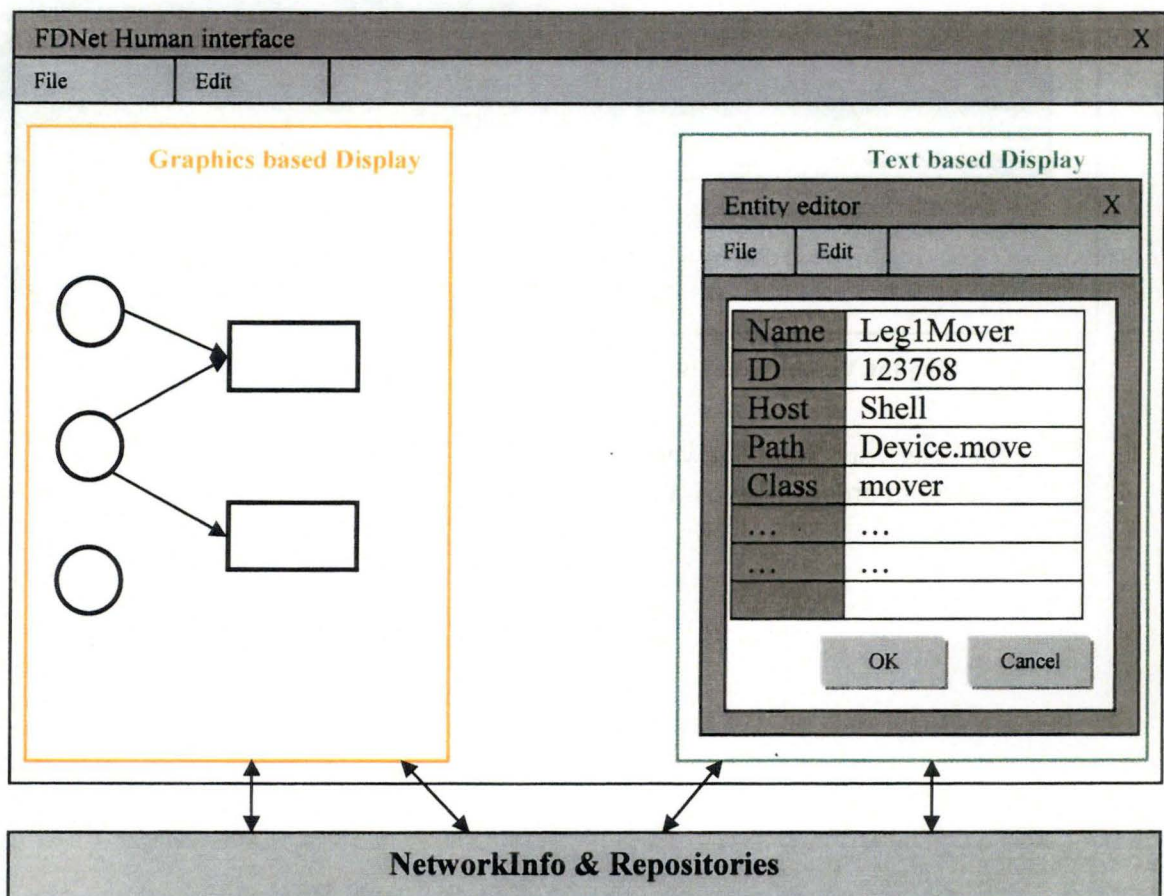 FDNet Human interface X
File Edit
Graphics based Display
Text based Display
Entity editor X
File Edit
Name Leg1Mover
ID 123768
Host Shell
Path Device.move
Class mover
... ...
... ...
OK Cancel
NetworkInfo & Repositories